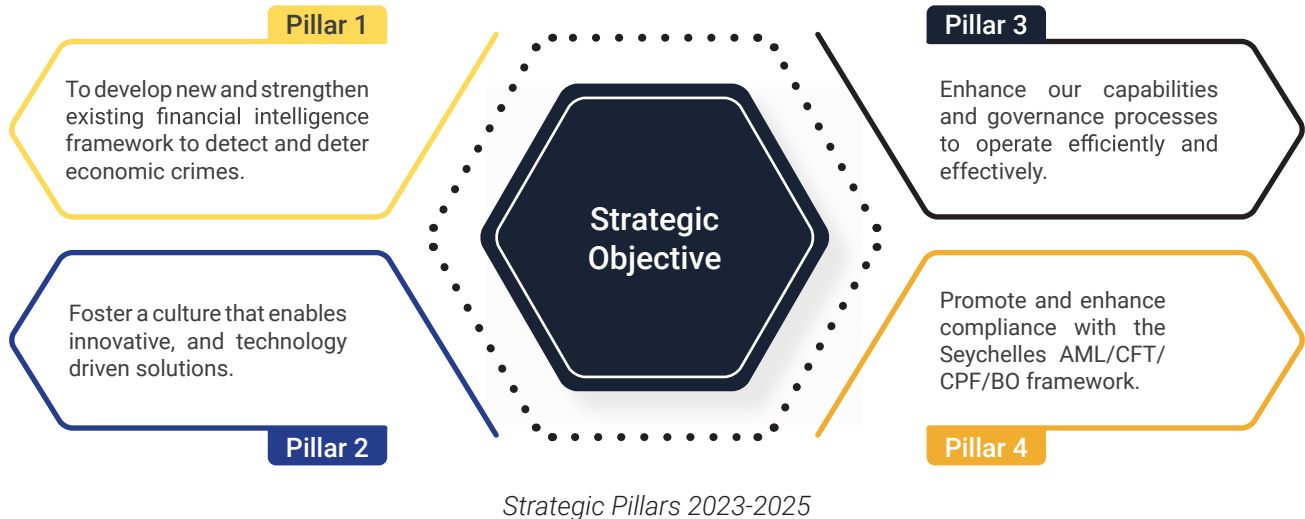 Pillar 1
To develop new and strengthen
existing financial intelligence
framework to detect and deter
economic crimes.
Foster a culture that enables
innovative, and technology
driven solutions.
Pillar 2
Strategic
Objective
Pillar 3
Enhance our capabilities
and governance processes
to operate efficiently and
effectively.
Promote and enhance
compliance with the
Seychelles AML/CFT/
CPF/BO framework.
Pillar 4
Strategic Pillars 2023-2025